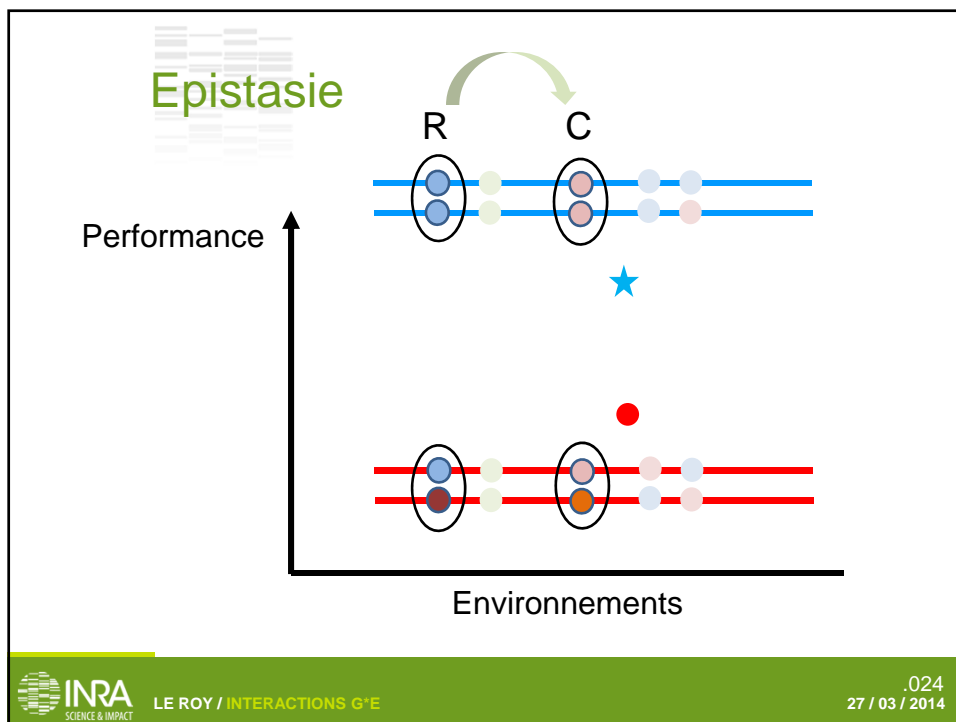 Epistasie
R C
Performance
Environnements
INRA
SCIENCE & IMPACT
LE ROY / INTERACTIONS G*E
.024
27 / 03 / 2014